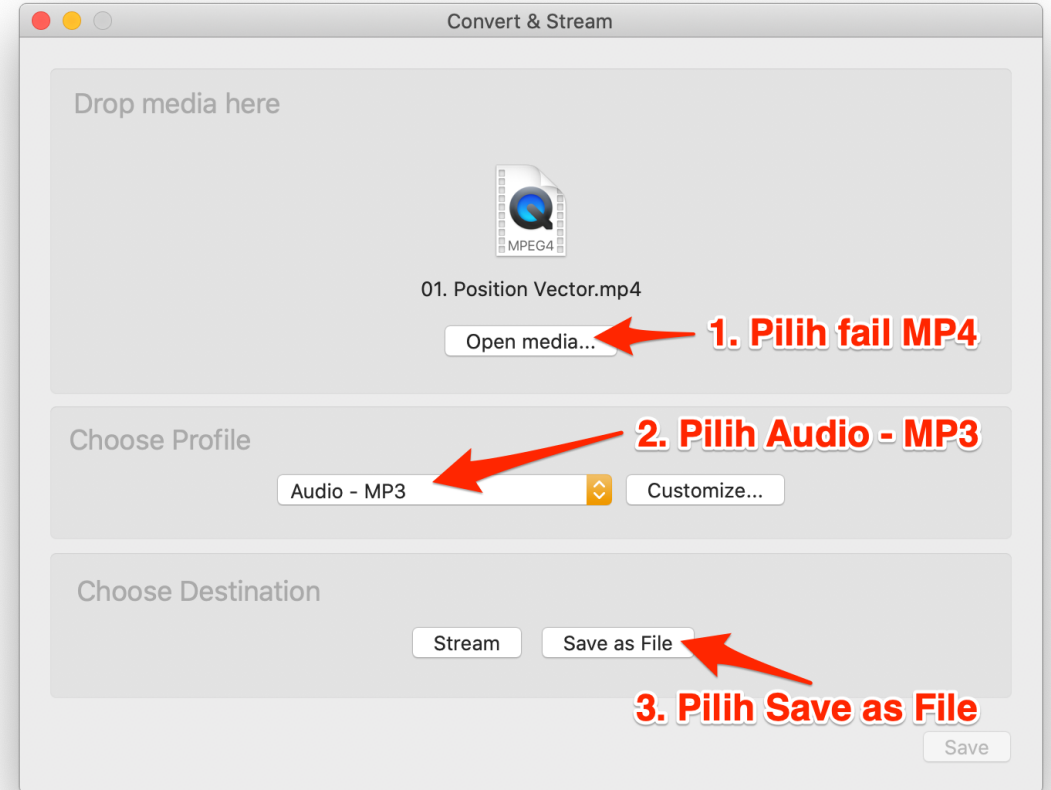 Convert & Stream
Drop media here
MPEG4
01. Position Vector.mp4
Open media...
1. Pilih fail MP4
Choose Profile
2. Pilih Audio - MP3
Audio - MP3
Customize...
Choose Destination
Stream
Save as File
3. Pilih Save as File
Save